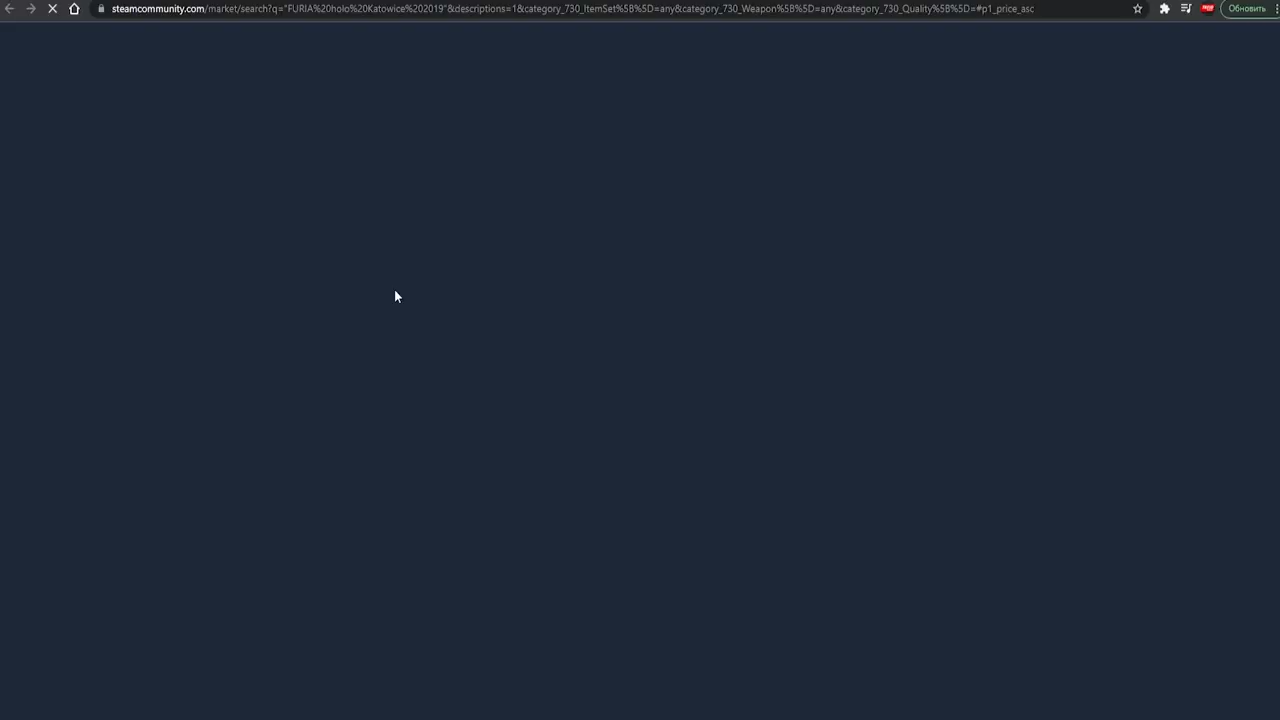 steamcommunity.com/market/search?q="FURIA%20holo%20Katowice%202019"&descriptions=1&category_730_ItemSet%5B%5D=any&category_730_Weapon%5B%5D=any&category_730_Quality%5B%5D=#p1_price_asc Обновить